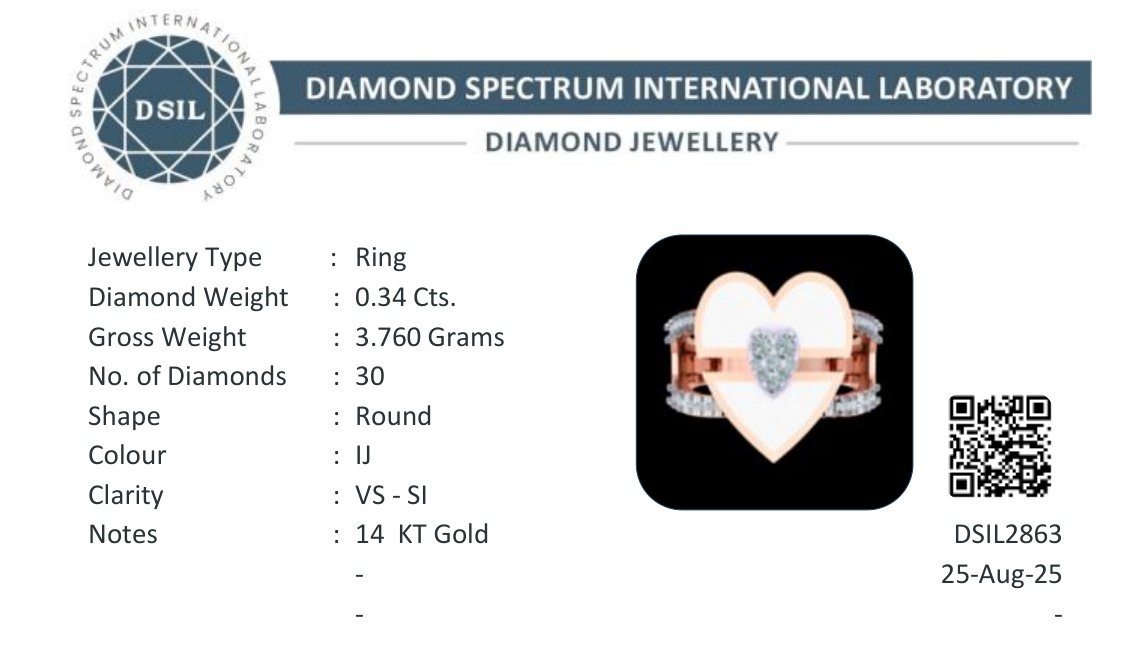 DIAMOND SPECTRUM INTERNATIONAL LABORATORY
DSIL
DIAMOND SPECTRUM INTERNATIONAL LABORATORY
DIAMOND JEWELLERY
Jewellery Type : Ring
Diamond Weight : 0.34 Cts.
Gross Weight : 3.760 Grams
No. of Diamonds : 30
Shape : Round
Colour : IJ
Clarity : VS - SI
Notes : 14 KT Gold
-
-
DSIL2863
25-Aug-25
-